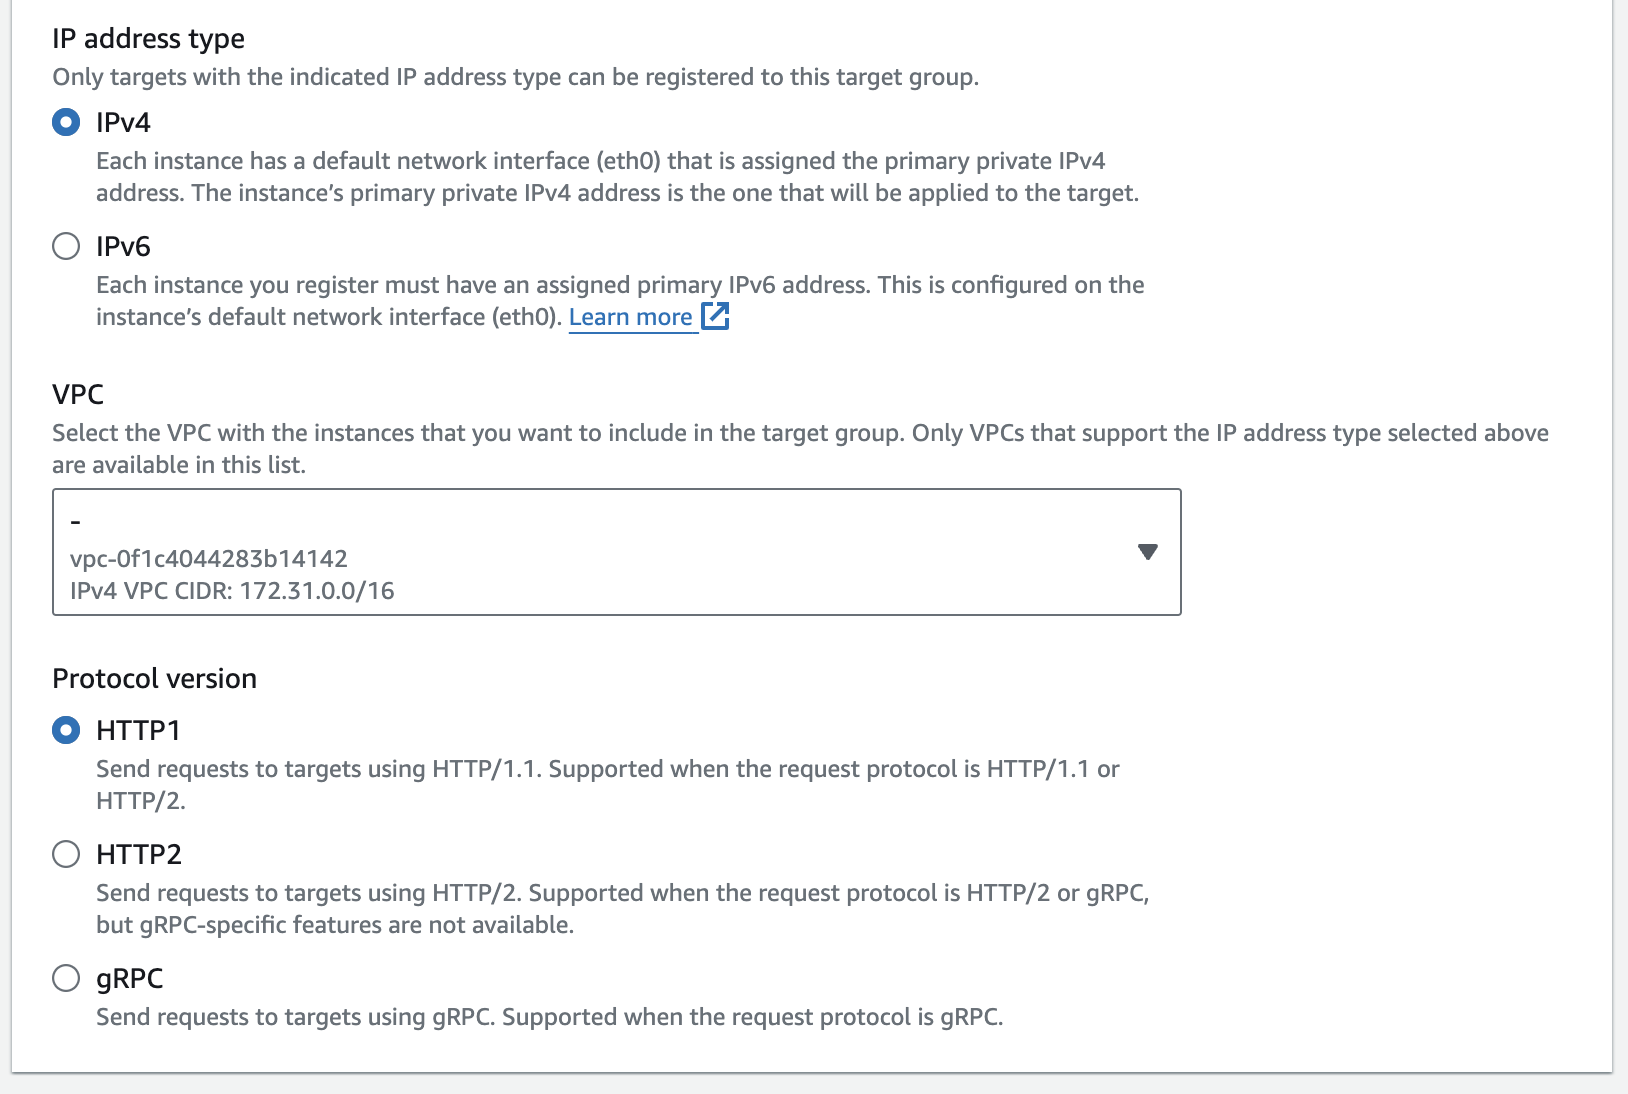 IP address type
Only targets with the indicated IP address type can be registered to this target group.
IPv4
Each instance has a default network interface (eth0) that is assigned the primary private IPv4
address. The instance’s primary private IPv4 address is the one that will be applied to the target.
IPv6
Each instance you register must have an assigned primary IPv6 address. This is configured on the
instance’s default network interface (eth0). Learn more
VPC
Select the VPC with the instances that you want to include in the target group. Only VPCs that support the IP address type selected above
are available in this list.
-
vpc-0f1c4044283b14142
IPv4 VPC CIDR: 172.31.0.0/16
Protocol version
HTTP1
Send requests to targets using HTTP/1.1. Supported when the request protocol is HTTP/1.1 or
HTTP/2.
HTTP2
Send requests to targets using HTTP/2. Supported when the request protocol is HTTP/2 or gRPC,
but gRPC-specific features are not available.
gRPC
Send requests to targets using gRPC. Supported when the request protocol is gRPC.